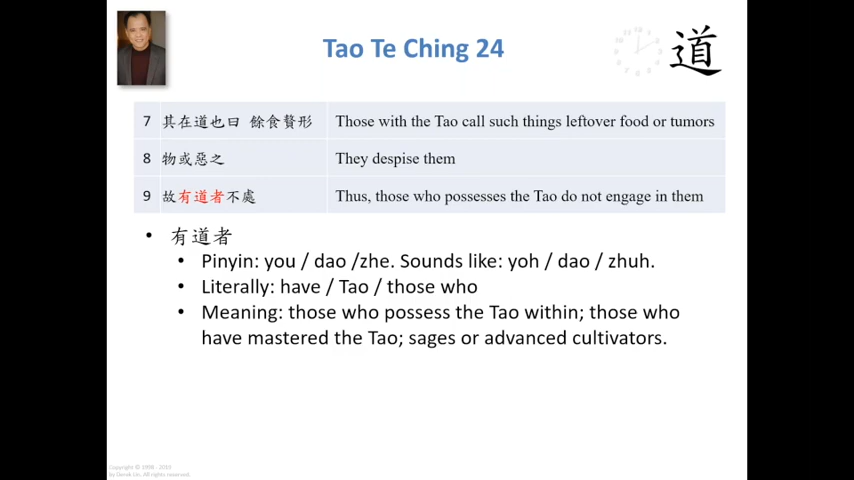 Tao Te Ching 24
道
7 其在道也曰 餘食贅形 Those with the Tao call such things leftover food or tumors
8 物或惡之 They despise them
9 故有道者不處 Thus, those who possesses the Tao do not engage in them
• 有道者
• Pinyin: you / dao /zhe. Sounds like: yoh / dao / zhuh.
• Literally: have / Tao / those who
• Meaning: those who possess the Tao within; those who
have mastered the Tao; sages or advanced cultivators.
by Derek Lin. All rights reserved.